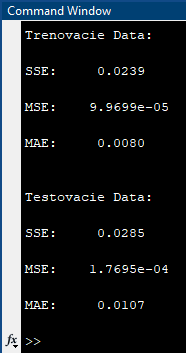 Command Window
Trenovacie Data:
SSE: 0.0239
MSE: 9.9699e-05
MAE: 0.0080
Testovacie Data:
SSE: 0.0285
MSE: 1.7695e-04
MAE: 0.0107
fx >>